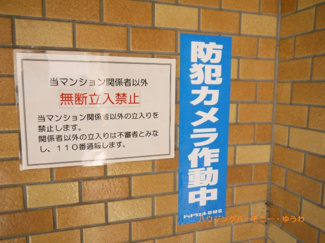 当マンション関係者以外
無断立入禁止
当マンション関係者以外の立入りを
禁止します。
関係者以外の立入りは不審者とみな
し、110番通報します。
防犯カメラ作動中